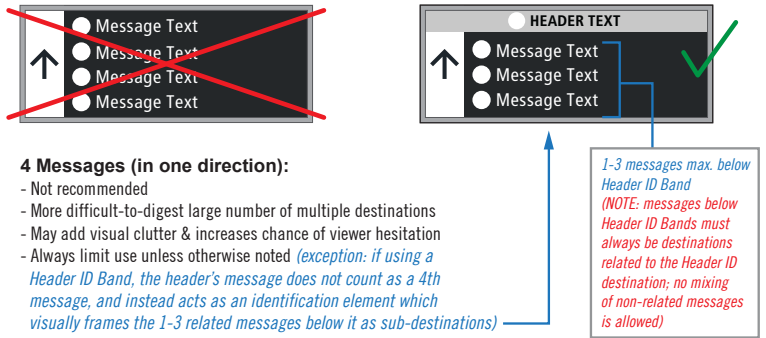 Message Text
Message Text
Message Text
Message Text
HEADER TEXT
Message Text
Message Text
Message Text
4 Messages (in one direction):
- Not recommended
- More difficult-to-digest large number of multiple destinations
- May add visual clutter & increases chance of viewer hesitation
- Always limit use unless otherwise noted (exception: if using a
Header ID Band, the header's message does not count as a 4th
message, and instead acts as an identification element which
visually frames the 1-3 related messages below it as sub-destinations)
1-3 messages max. below
Header ID Band
(NOTE: messages below
Header ID Bands must
always be destinations
related to the Header ID
destination; no mixing
of non-related messages
is allowed)